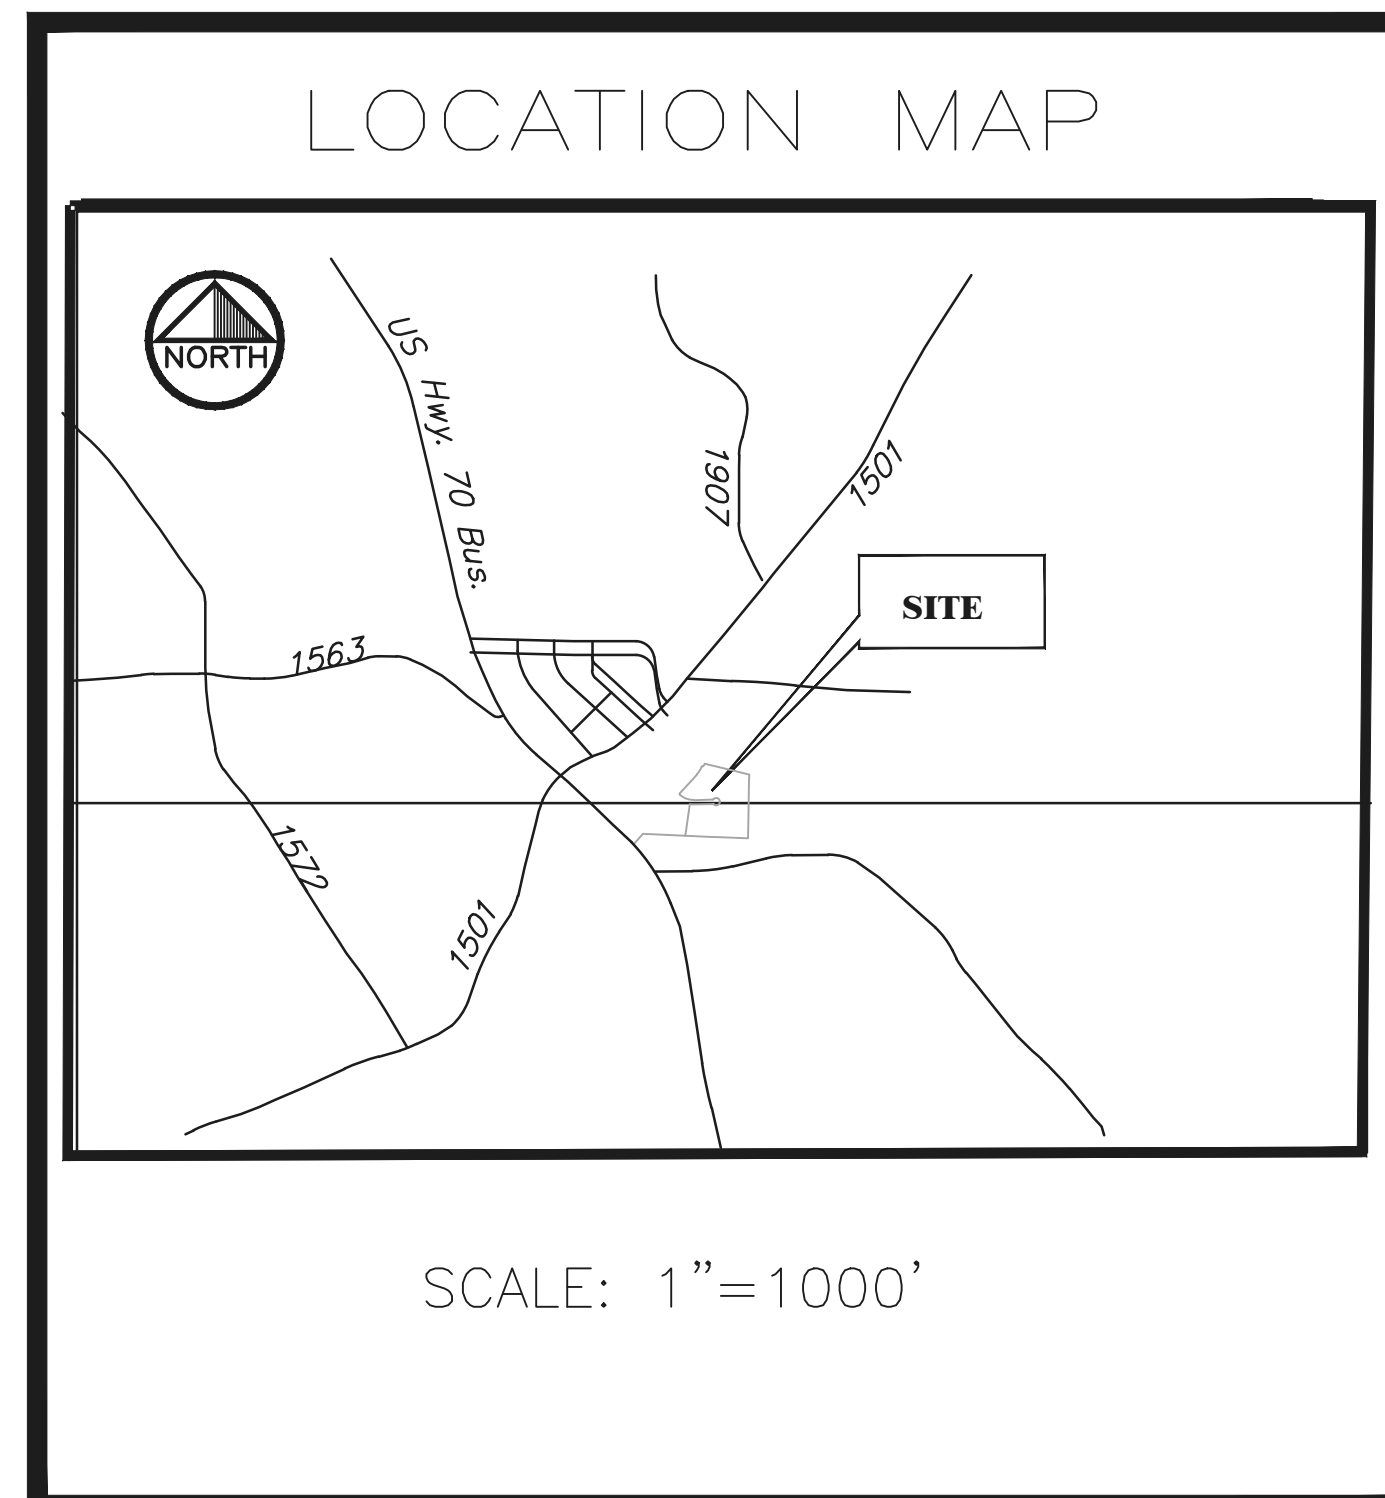 LOCATION MAP
NORTH
US Hwy. 70 Bus.
1907
1501
SITE
1563
1572
1501
SCALE: 1”=1000’